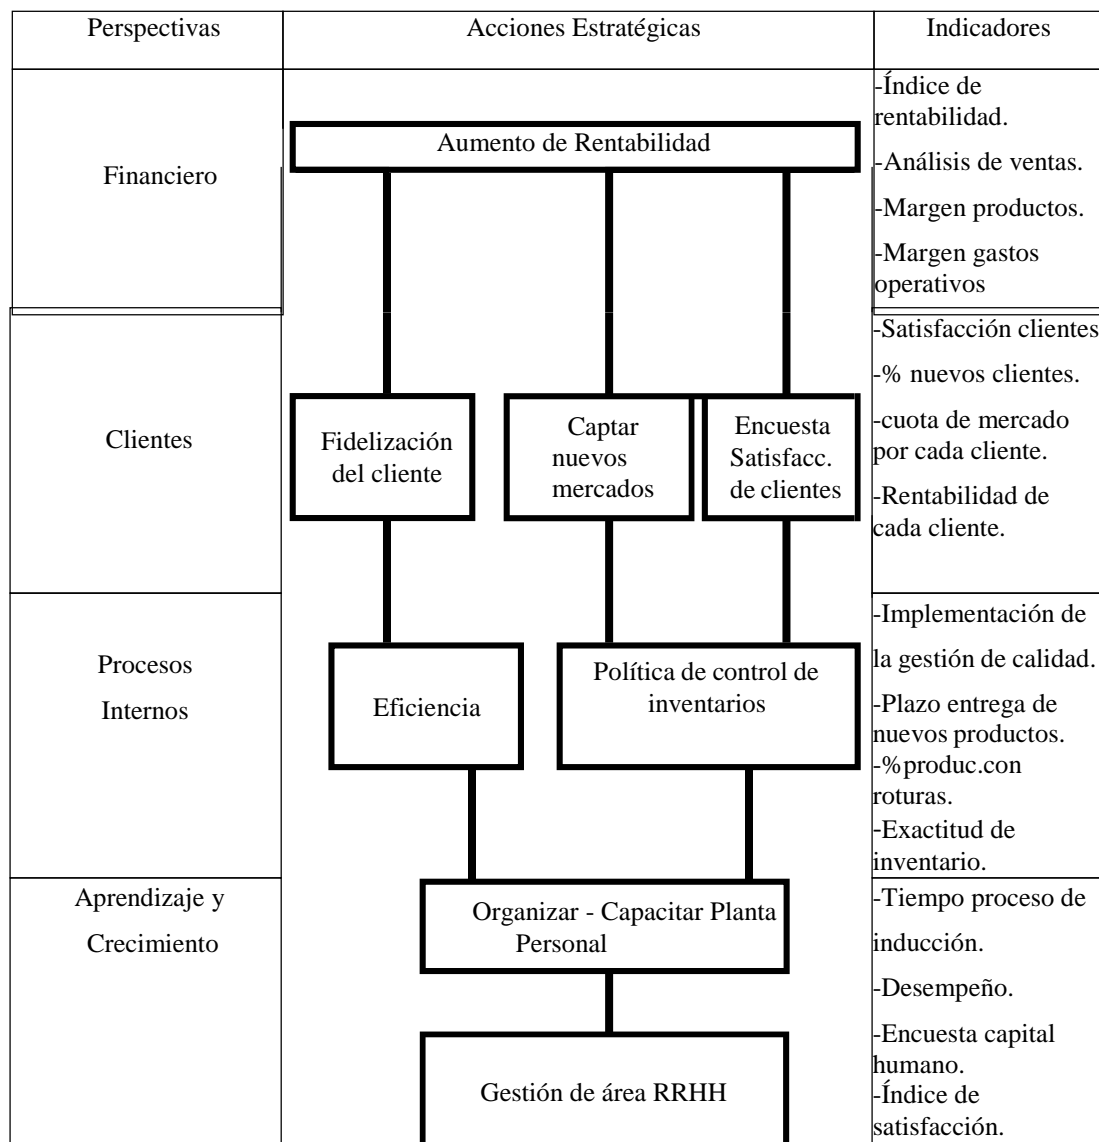 Perspectivas
Acciones Estratégicas
Indicadores
Financiero
Aumento de Rentabilidad
-Índice de
rentabilidad.
-Análisis de ventas.
-Margen productos.
-Margen gastos
operativos
Clientes
Fidelización
del cliente
Captar
nuevos
mercados
Encuesta
Satisfacc.
de clientes
-Satisfacción clientes
-% nuevos clientes.
-cuota de mercado
por cada cliente.
-Rentabilidad de
cada cliente.
Procesos
Internos
Eficiencia
Política de control de
inventarios
-Implementación de
la gestión de calidad.
-Plazo entrega de
nuevos productos.
-%produc.con
roturas.
-Exactitud de
inventario.
Aprendizaje y
Crecimiento
Organizar - Capacitar Planta
Personal
Gestión de área RRHH
-Tiempo proceso de
inducción.
-Desempeño.
-Encuesta capital
humano.
-Índice de
satisfacción.